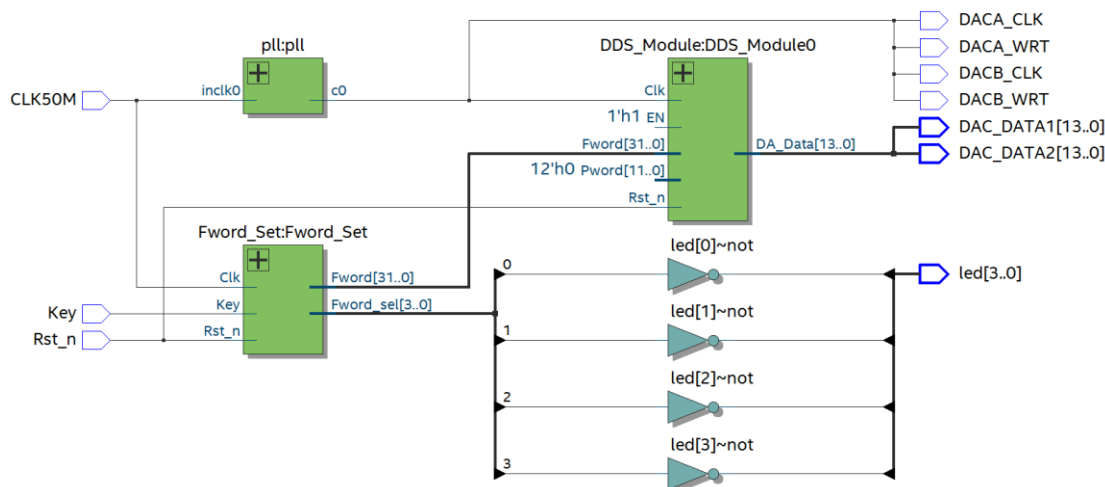 pll:pll
DDS_Module:DDS_Module0
DACA_CLK
DACA_WRT
DACB_CLK
DACB_WRT
CLK50M
inclk0
c0
Clk
1'h1 EN
DAC_DATA1[13..0]
Fword[31..0]
DA_Data[13..0]
DAC_DATA2[13..0]
12'h0 Pword[11..0]
Rst_n
Fword_Set:Fword_Set
led[0]~not
0
led[3..0]
Clk
Fword[31..0]
Key
Key
Fword_sel[3..0]
led[1]~not
Rst_n
Rst_n
1
led[2]~not
2
led[3]~not
3